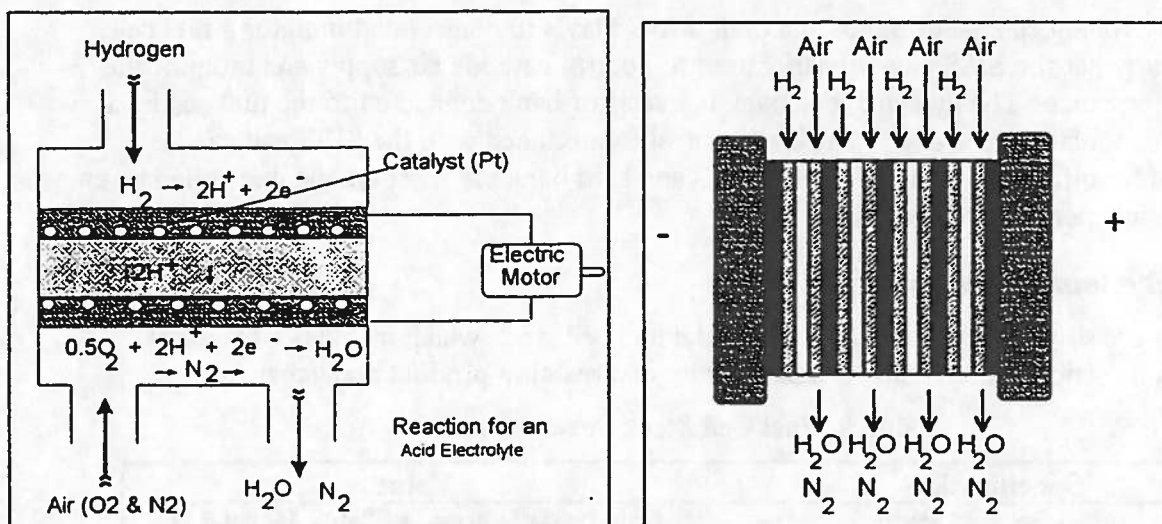 Hydrogen
H2 → 2H+ + 2e
Catalyst (Pt)
2H+
Electric
Motor
0.5O2 + 2H+ + 2e- → H2O
→ N2 →
Reaction for an
Acid Electrolyte
Air (O2 & N2)
H2O N2
Air Air Air Air
H2 H2 H2 H2
- +
H2O H2O H2O H2O
N2 N2 N2 N2